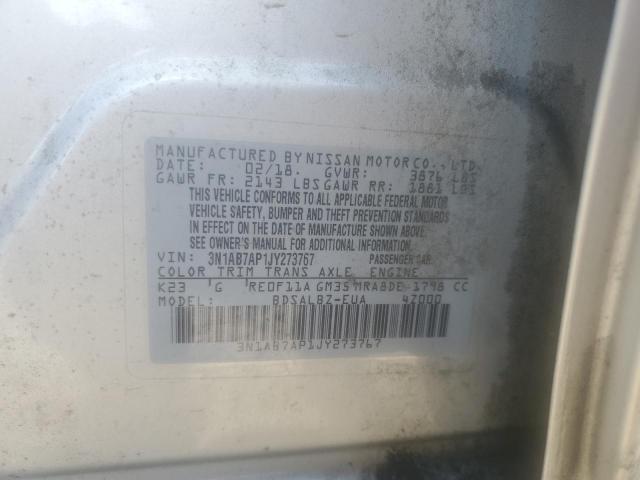 MANUFACTURED BY NISSAN MOTOR CO., LTD.
DATE: 02/18. GVWR: 3876 LBS
GAWR FR: 2143 LBS GAWR RR: 1881 LBS
THIS VEHICLE CONFORMS TO ALL APPLICABLE FEDERAL MOTOR
VEHICLE SAFETY, BUMPER AND THEFT PREVENTION STANDARDS
IN EFFECT ON THE DATE OF MANUFACTURE SHOWN ABOVE.
SEE OWNER'S MANUAL FOR ADDITIONAL INFORMATION.
VIN: 3N1AB7AP1JY273767 PASSENGER CAR
COLOR TRIM TRANS AXLE ENGINE
K23 G RE0F11A GM35 MRA8DE 1798 CC
MODEL: BDSALBZ-EUA 4Z000
3N1AB7AP1JY273767